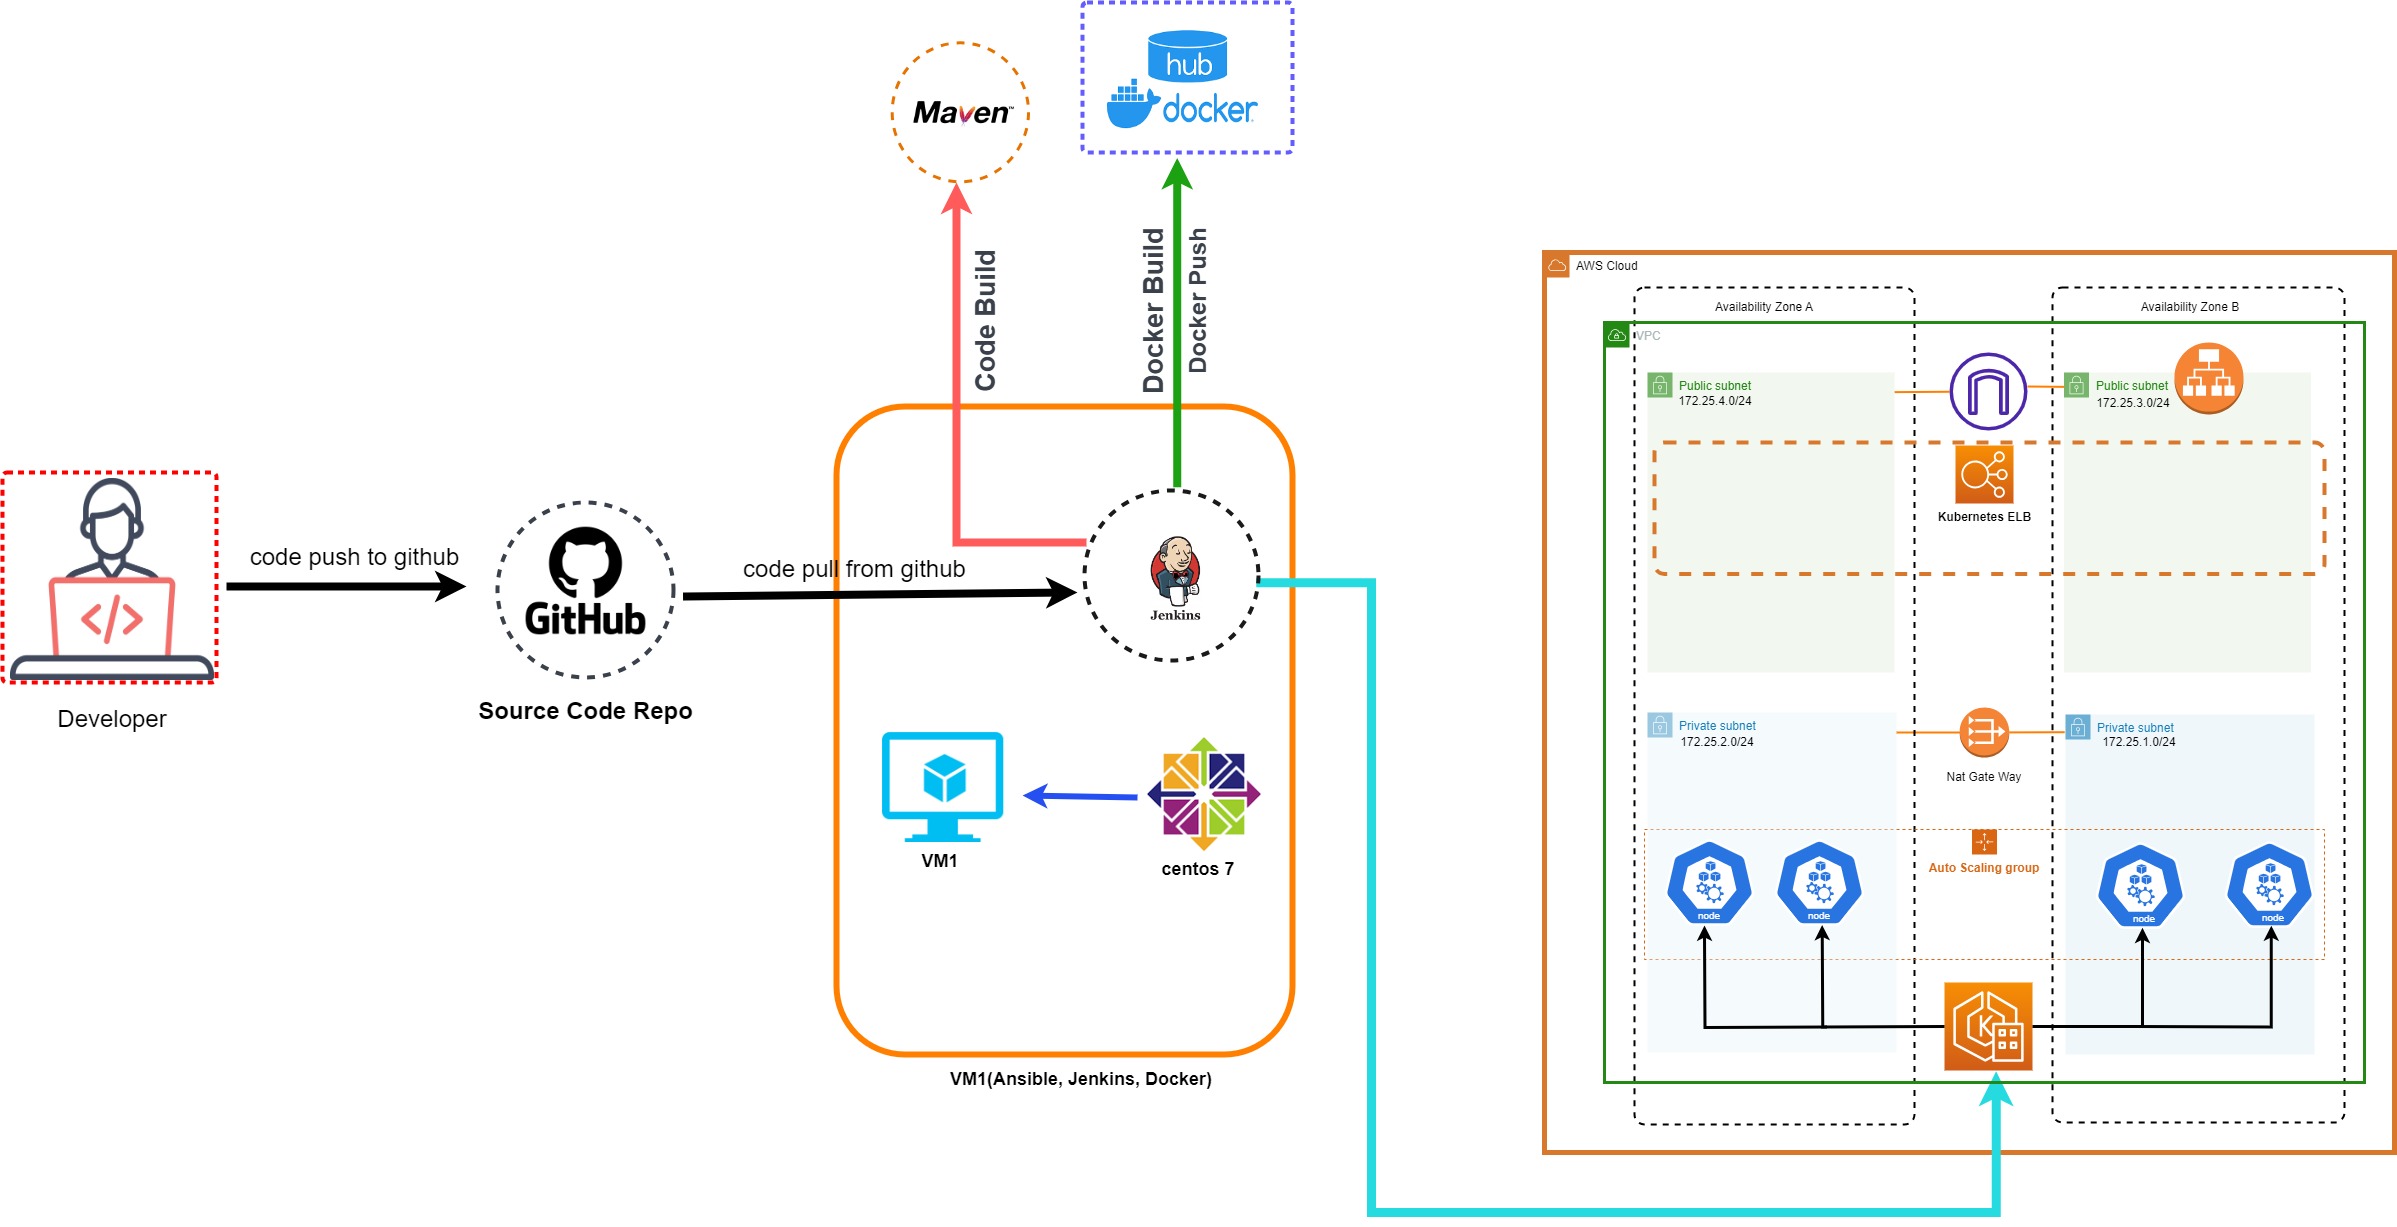 Maven™
hub
docker
Code Build
Docker Build
Docker Push
Developer
code push to github
GitHub
Source Code Repo
code pull from github
Jenkins
VM1
centos 7
VM1(Ansible, Jenkins, Docker)
AWS Cloud
Availability Zone A
Availability Zone B
VPC
Public subnet
172.25.4.0/24
Public subnet
172.25.3.0/24
Kubernetes ELB
Private subnet
172.25.2.0/24
Private subnet
172.25.1.0/24
Nat Gate Way
Auto Scaling group
node
node
node
node
K